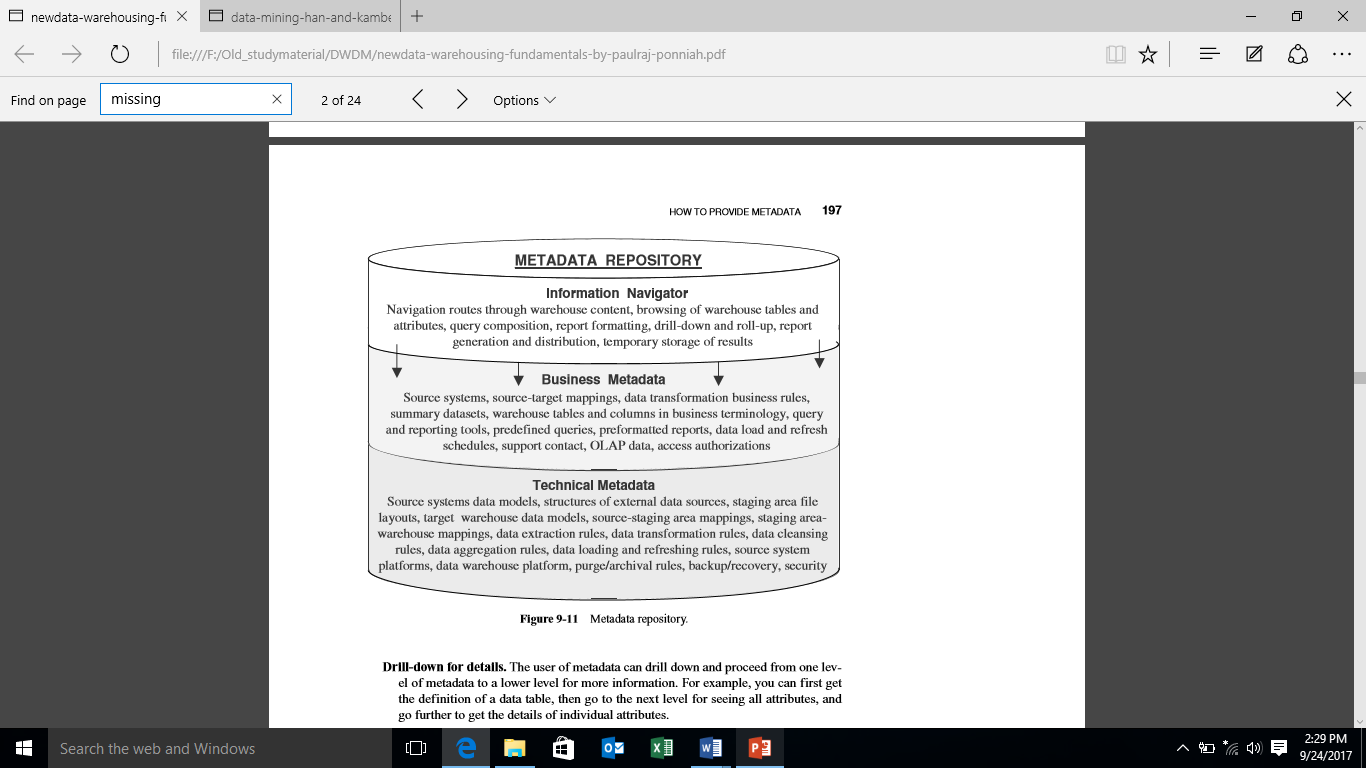 newdata-warehousing-fu
data-mining-han-and-kambe
file:///F:/Old_studymaterial/DWDM/newdata-warehousing-fundamentals-by-paulraj-ponniah.pdf
Find on page
missing
2 of 24
Options
HOW TO PROVIDE METADATA 197
METADATA REPOSITORY
Information Navigator
Navigation routes through warehouse content, browsing of warehouse tables and
attributes, query composition, report formatting, drill-down and roll-up, report
generation and distribution, temporary storage of results
Business Metadata
Source systems, source-target mappings, data transformation business rules,
summary datasets, warehouse tables and columns in business terminology, query
and reporting tools, predefined queries, preformatted reports, data load and refresh
schedules, support contact, OLAP data, access authorizations
Technical Metadata
Source systems data models, structures of external data sources, staging area file
layouts, target warehouse data models, source-staging area mappings, staging area-
warehouse mappings, data extraction rules, data transformation rules, data cleansing
rules, data aggregation rules, data loading and refreshing rules, source system
platforms, data warehouse platform, purge/archival rules, backup/recovery, security
Figure 9-11 Metadata repository.
Drill-down for details. The user of metadata can drill down and proceed from one lev-
el of metadata to a lower level for more information. For example, you can first get
the definition of a data table, then go to the next level for seeing all attributes, and
go further to get the details of individual attributes.
Search the web and Windows
2:29 PM
9/24/2017